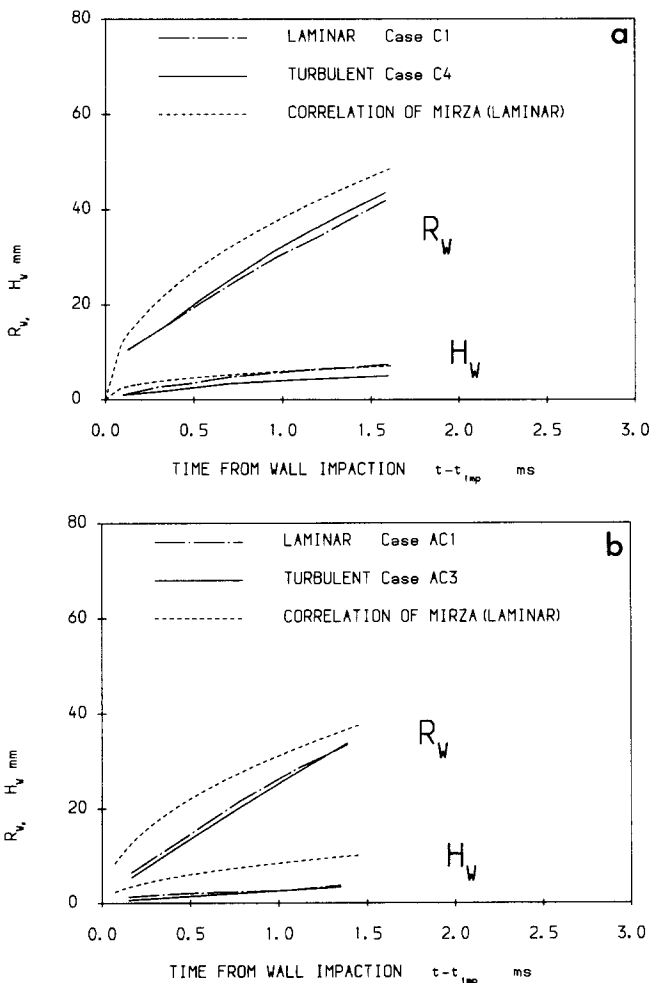 a
80
60
40
20
0
R_W, H_W mm
LAMINAR Case C1
TURBULENT Case C4
CORRELATION OF MIRZA (LAMINAR)
R_W
H_W
0.0 0.5 1.0 1.5 2.0 2.5 3.0
TIME FROM WALL IMPACTION t-t_imp ms
b
80
60
40
20
0
R_W, H_W mm
LAMINAR Case AC1
TURBULENT Case AC3
CORRELATION OF MIRZA (LAMINAR)
R_W
H_W
0.0 0.5 1.0 1.5 2.0 2.5 3.0
TIME FROM WALL IMPACTION t-t_imp ms